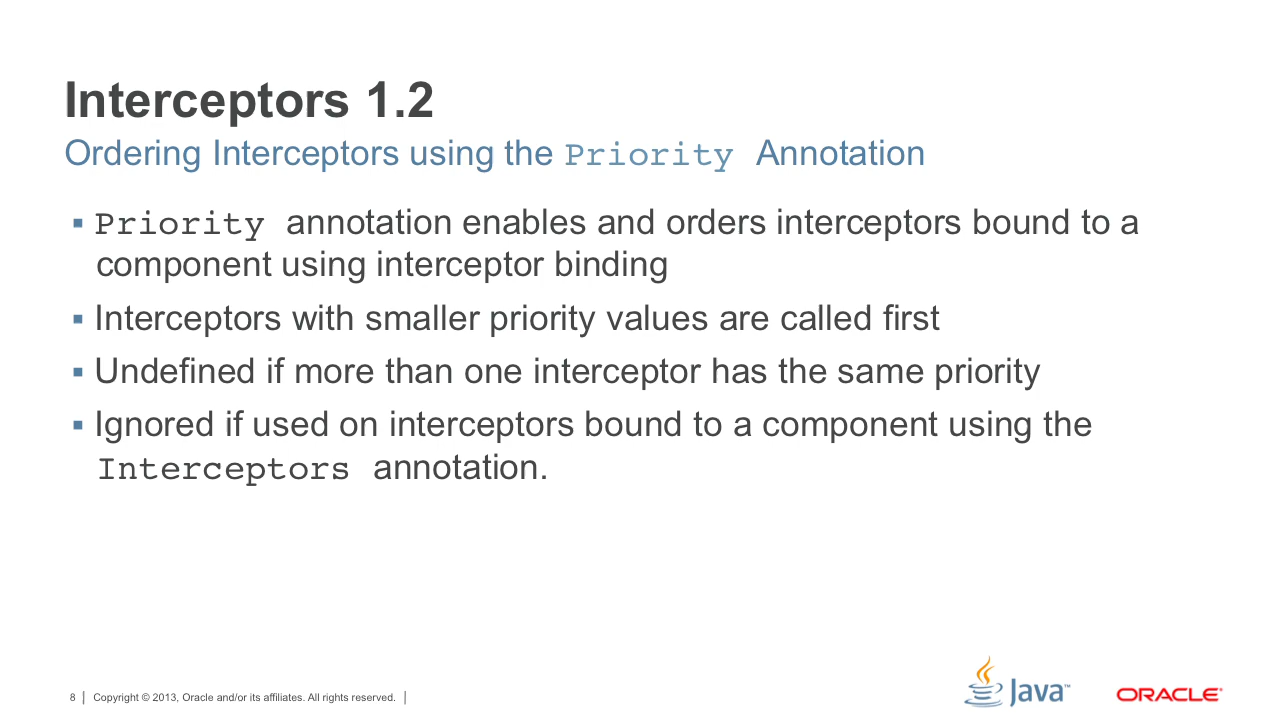 Interceptors 1.2
Ordering Interceptors using the Priority Annotation
▪ Priority annotation enables and orders interceptors bound to a
component using interceptor binding
▪ Interceptors with smaller priority values are called first
▪ Undefined if more than one interceptor has the same priority
▪ Ignored if used on interceptors bound to a component using the
Interceptors annotation.
8 | Copyright © 2013, Oracle and/or its affiliates. All rights reserved. |
Java™
ORACLE®